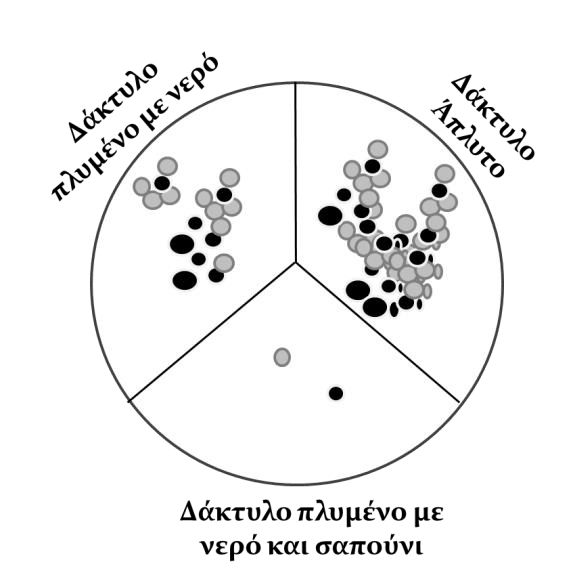 Δάκτυλο
πλυμένο με νερό
Δάκτυλο
Άπλυτο
Δάκτυλο πλυμένο με
νερό και σαπούνι